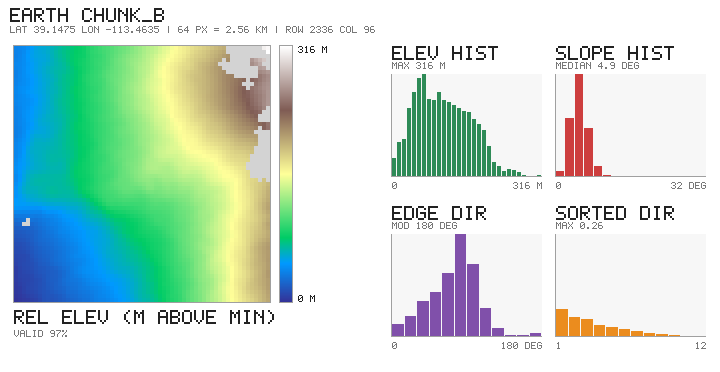 EARTH CHUNK_B
LAT 39.1475 LON -113.4635 | 64 PX = 2.56 KM | ROW 2336 COL 96
316 M
0 M
REL ELEV (M ABOVE MIN)
VALID 97%
ELEV HIST
MAX 316 M
0 316 M
SLOPE HIST
MEDIAN 4.9 DEG
0 32 DEG
EDGE DIR
MOD 180 DEG
0 180 DEG
SORTED DIR
MAX 0.26
1 12